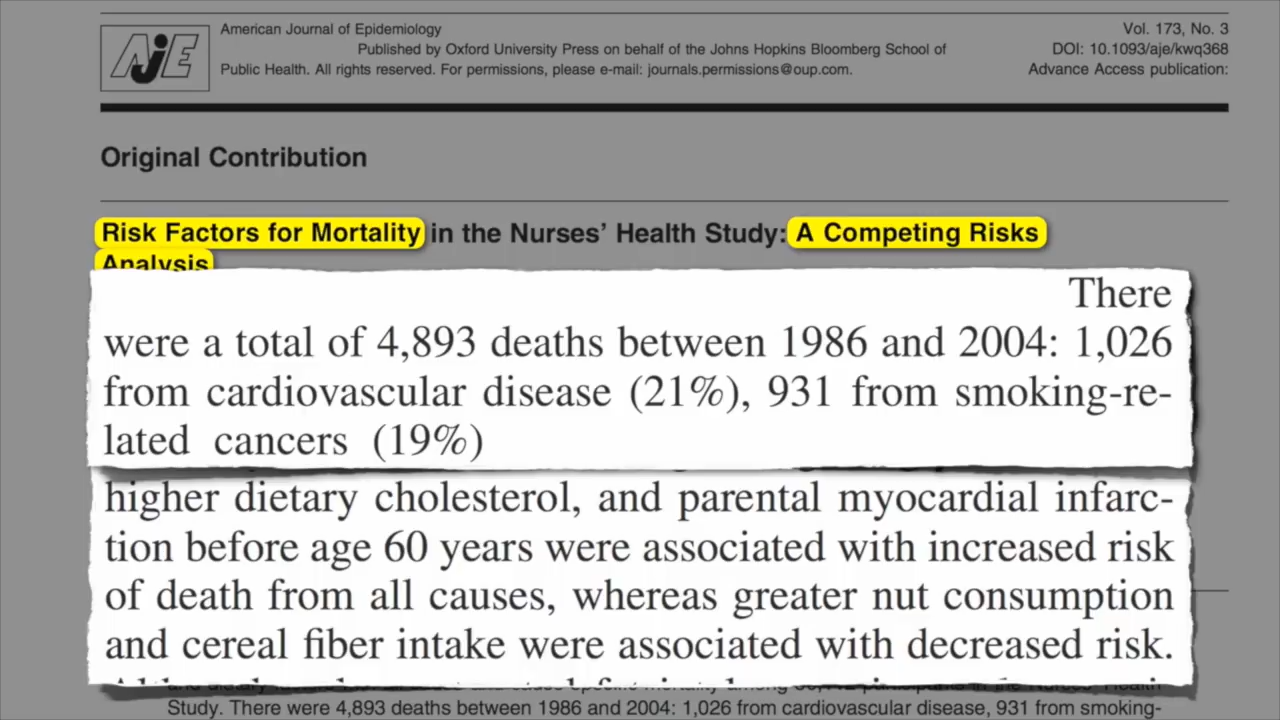 AJE
American Journal of Epidemiology
Published by Oxford University Press on behalf of the Johns Hopkins Bloomberg School of
Public Health. All rights reserved. For permissions, please e-mail: journals.permissions@oup.com.
Vol. 173, No. 3
DOI: 10.1093/aje/kwq368
Advance Access publication:
Original Contribution
Risk Factors for Mortality in the Nurses’ Health Study: A Competing Risks
Analysis
There
were a total of 4,893 deaths between 1986 and 2004: 1,026
from cardiovascular disease (21%), 931 from smoking-re-
lated cancers (19%)
higher dietary cholesterol, and parental myocardial infarc-
tion before age 60 years were associated with increased risk
of death from all causes, whereas greater nut consumption
and cereal fiber intake were associated with decreased risk.
Study. There were 4,893 deaths between 1986 and 2004: 1,026 from cardiovascular disease, 931 from smoking-